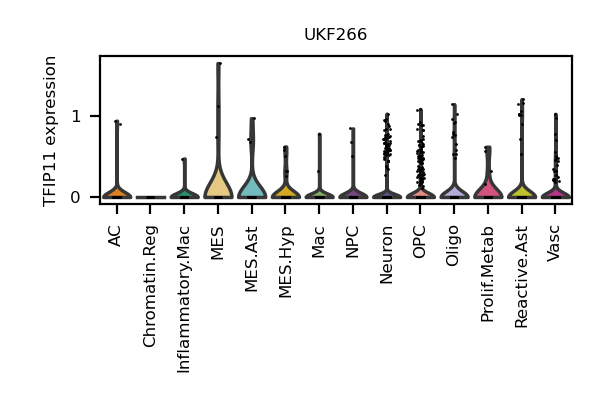 UKF266
TFIP11 expression
1
0
AC
Chromatin.Reg
Inflammatory.Mac
MES
MES.Ast
MES.Hyp
Mac
NPC
Neuron
OPC
Oligo
Prolif.Metab
Reactive.Ast
Vasc